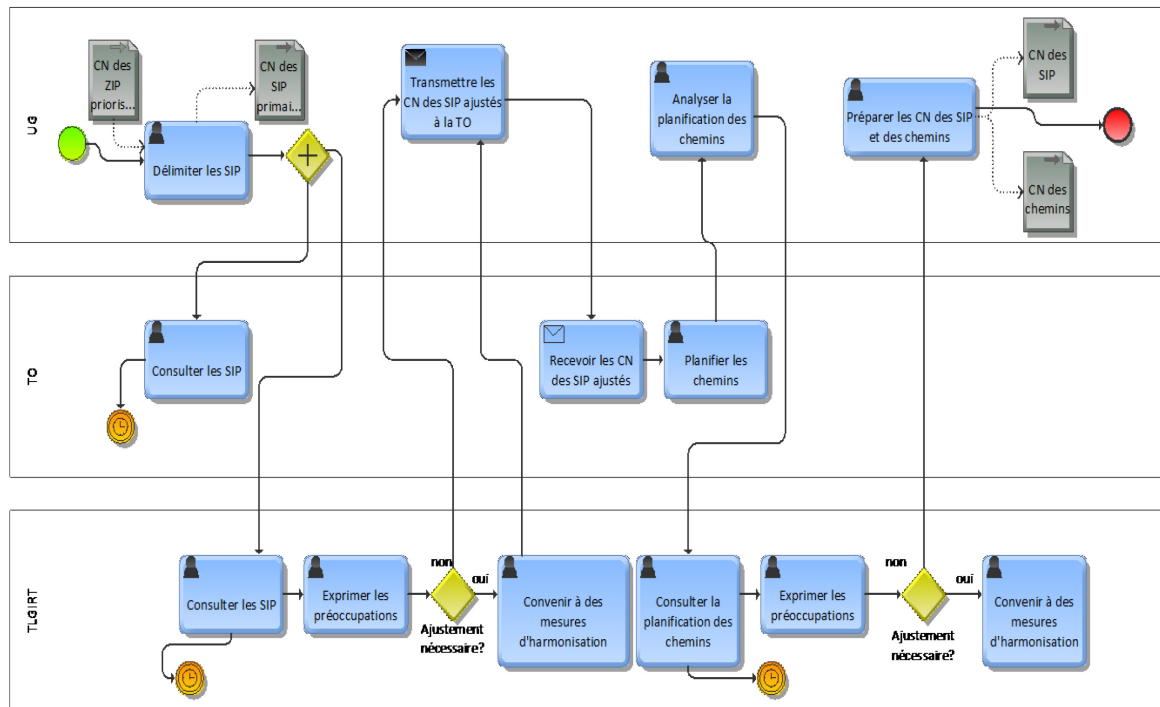 UG
CN des
ZIP
prioris...
CN des
SIP
primai...
Délimiter les SIP
Transmettre les
CN des SIP ajustés
à la TO
Analyser la
planification des
chemins
Préparer les CN des SIP
et des chemins
CN des
SIP
CN des
chemins
TO
Consulter les SIP
Recevoir les CN
des SIP ajustés
Planifier les
chemins
TLGIRT
Consulter les SIP
Exprimer les
préoccupations
non
oui
Ajustement
nécessaire?
Convenir à des
mesures
d'harmonisation
Consulter la
planification des
chemins
Exprimer les
préoccupations
non
oui
Ajustement
nécessaire?
Convenir à des
mesures
d'harmonisation